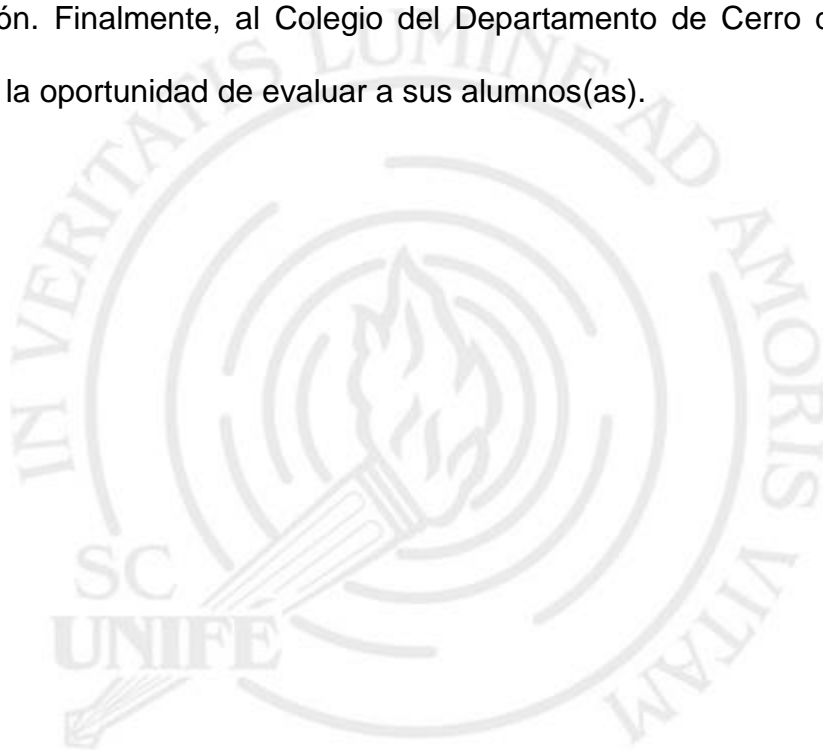 ón. Finalmente, al Colegio del Departamento de Cerro
la oportunidad de evaluar a sus alumnos(as).
IN VERITATIS LUMINE AD AMORIS VITAM
SC
UNIFE